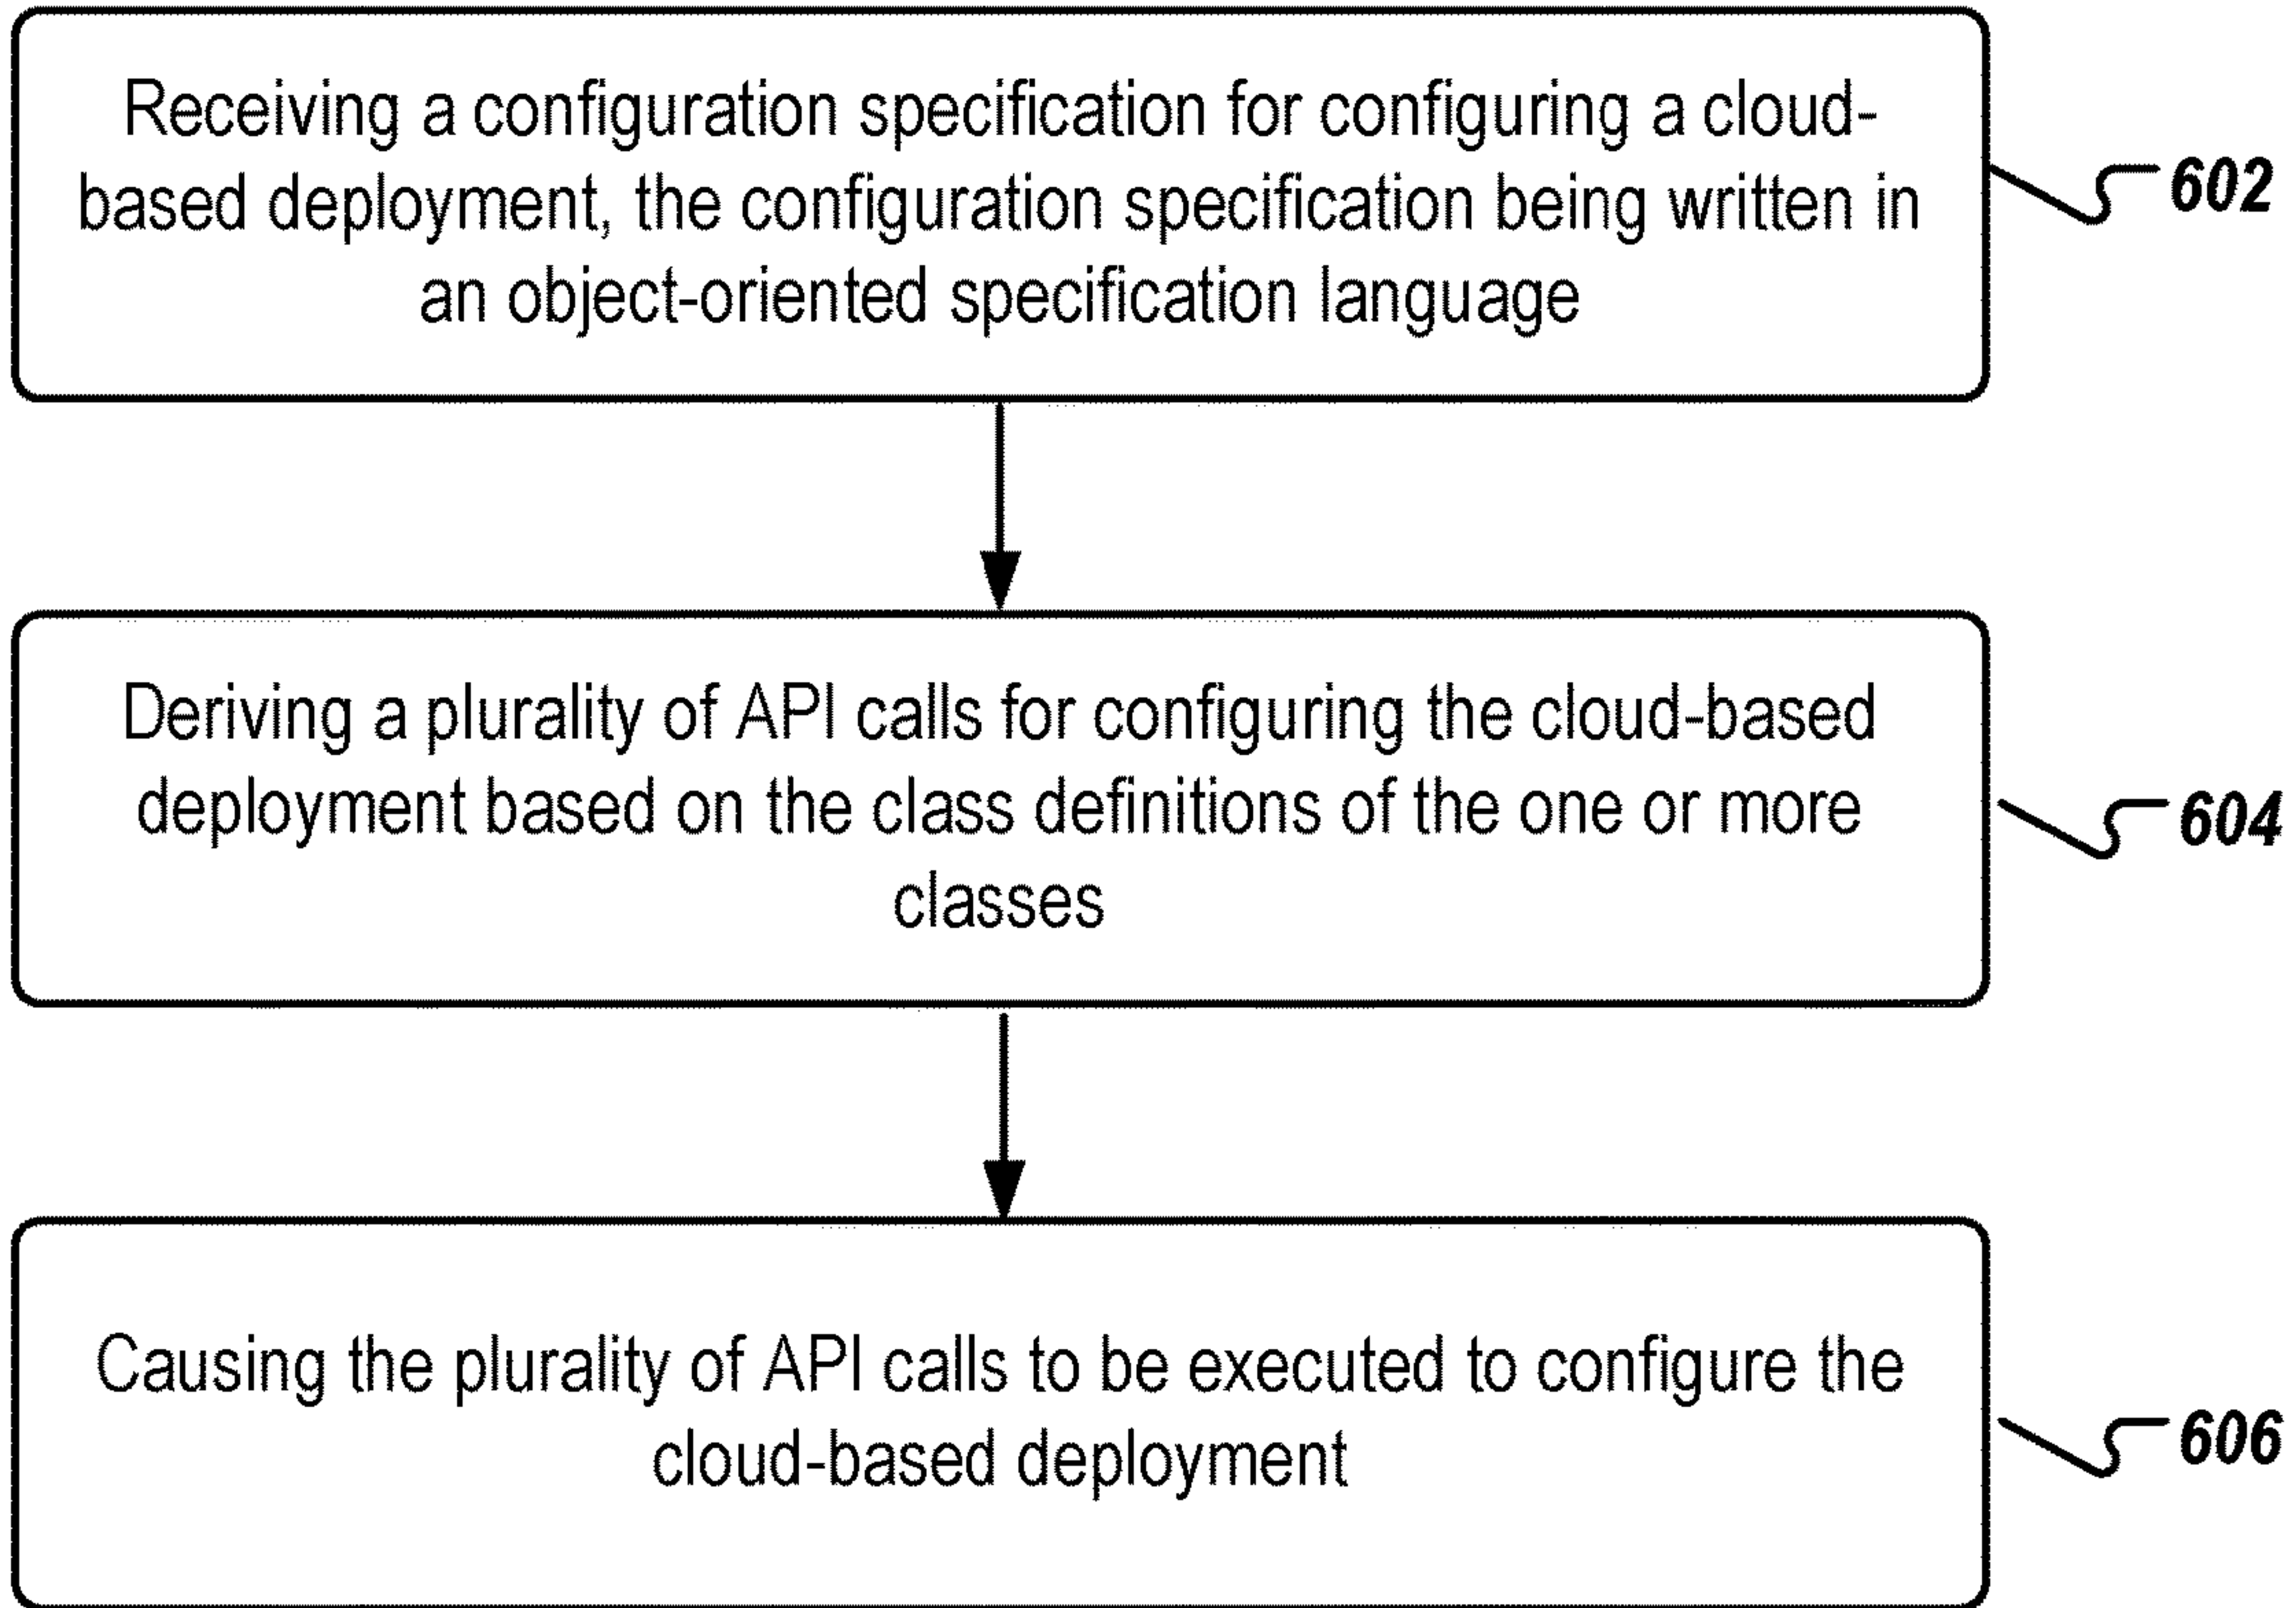 Receiving a configuration specification for configuring a cloud-
based deployment, the configuration specification being written in
an object-oriented specification language
602
Deriving a plurality of API calls for configuring the cloud-based
deployment based on the class definitions of the one or more
classes
604
Causing the plurality of API calls to be executed to configure the
cloud-based deployment
606